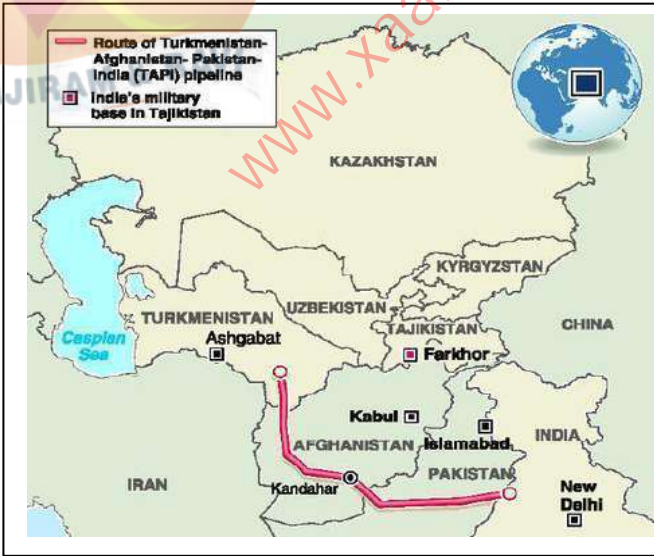 Route of Turkmenistan-
Afghanistan- Pakistan-
India (TAPI) pipeline
India's military
base in Tajikistan
KAZAKHSTAN
KYRGYZSTAN
UZBEKISTAN
TURKMENISTAN
TAJIKISTAN
CHINA
Caspian
Sea
Ashgabat
Farkhor
Kabul
Islamabad
INDIA
AFGHANISTAN
PAKISTAN
IRAN
Kandahar
New
Delhi
www.xaa